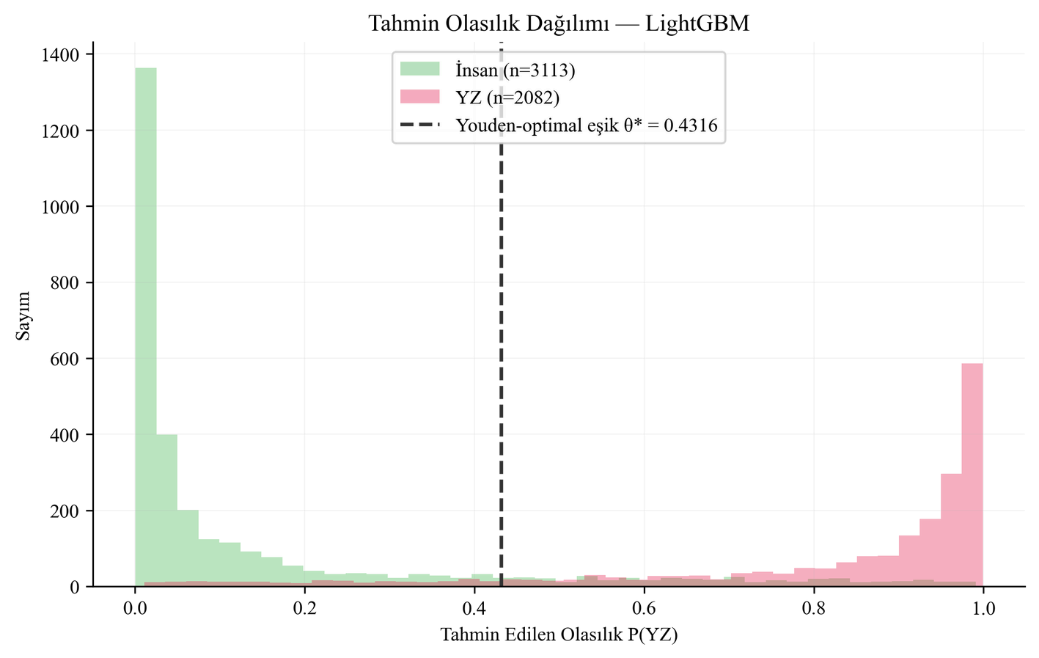 Tahmin Olasılık Dağılımı — LightGBM
İnsan (n=3113)
YZ (n=2082)
Youden-optimal eşik θ* = 0.4316
1400
1200
1000
800
600
400
200
0
Sayım
0.0 0.2 0.4 0.6 0.8 1.0
Tahmin Edilen Olasılık P(YZ)